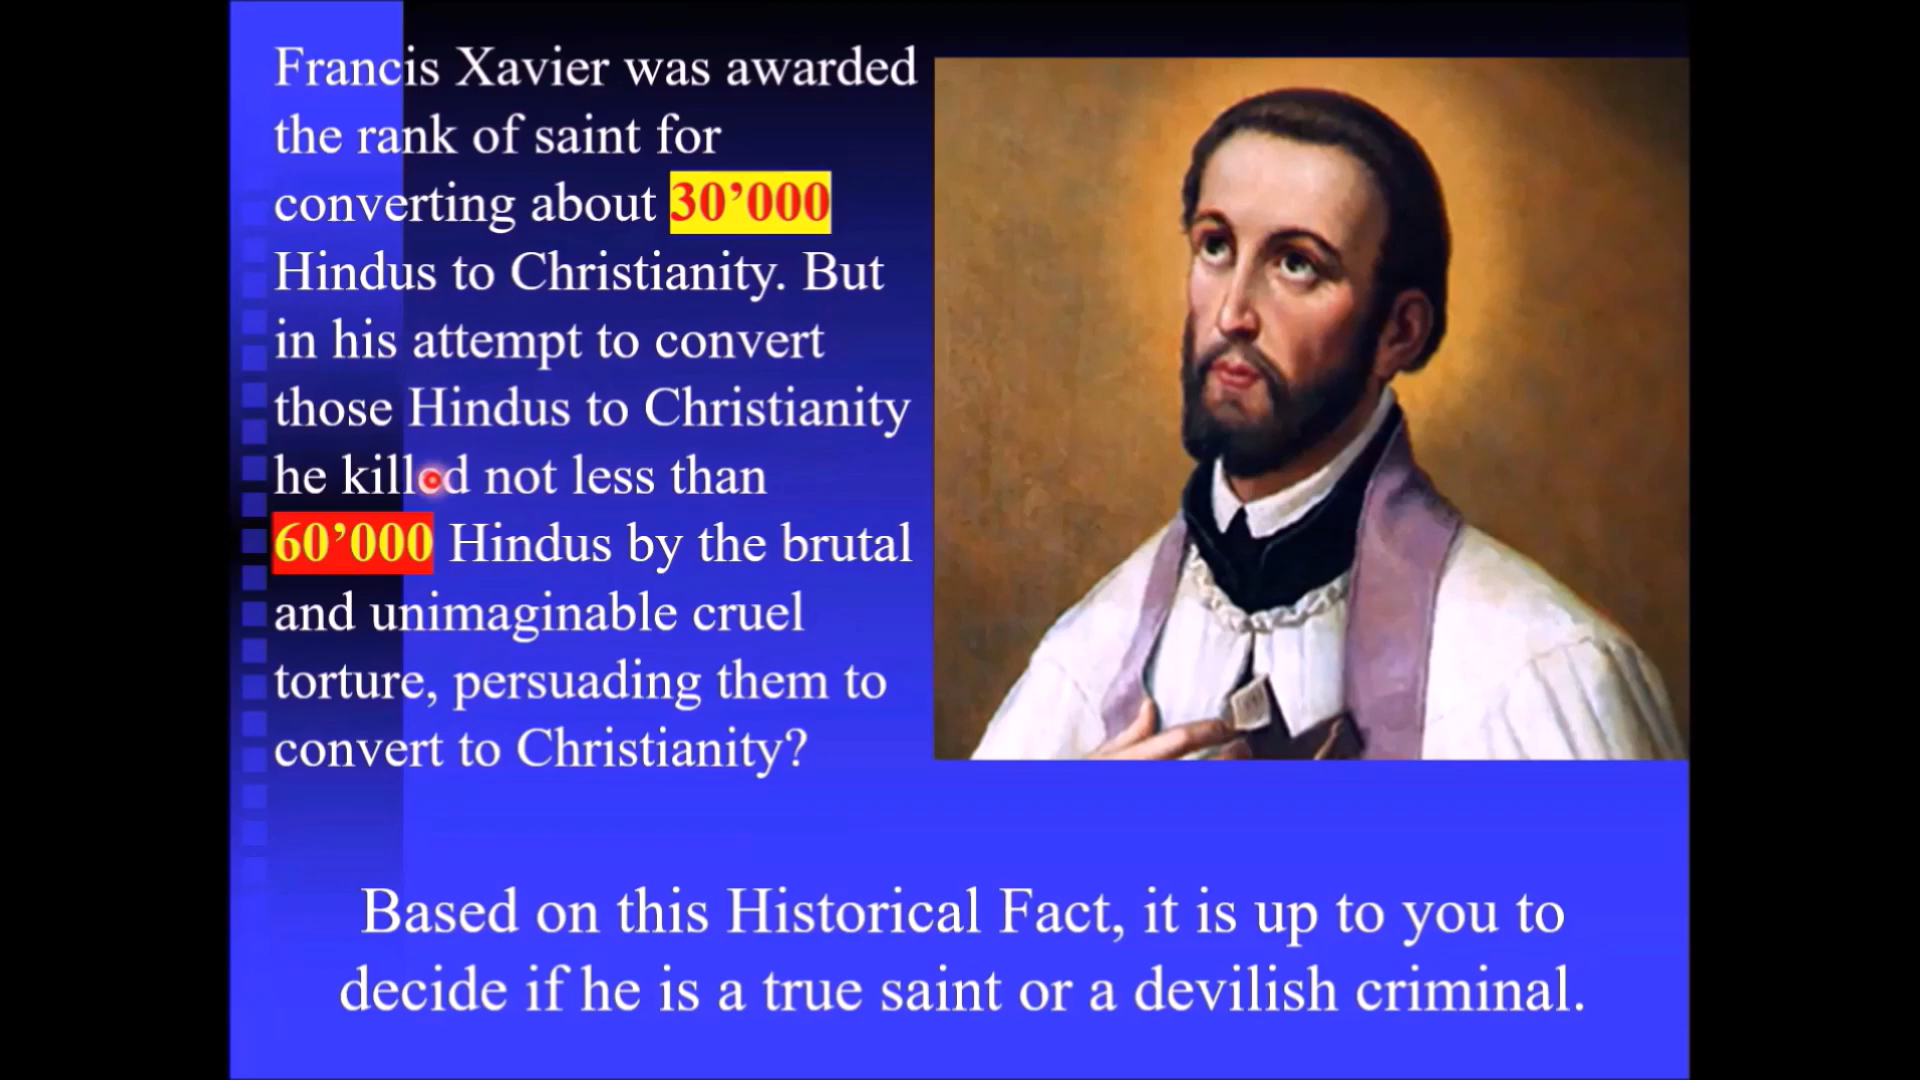 Francis Xavier was awarded
the rank of saint for
converting about 30’000
Hindus to Christianity. But
in his attempt to convert
those Hindus to Christianity
he killed not less than
60’000 Hindus by the brutal
and unimaginable cruel
torture, persuading them to
convert to Christianity?
Based on this Historical Fact, it is up to you to
decide if he is a true saint or a devilish criminal.